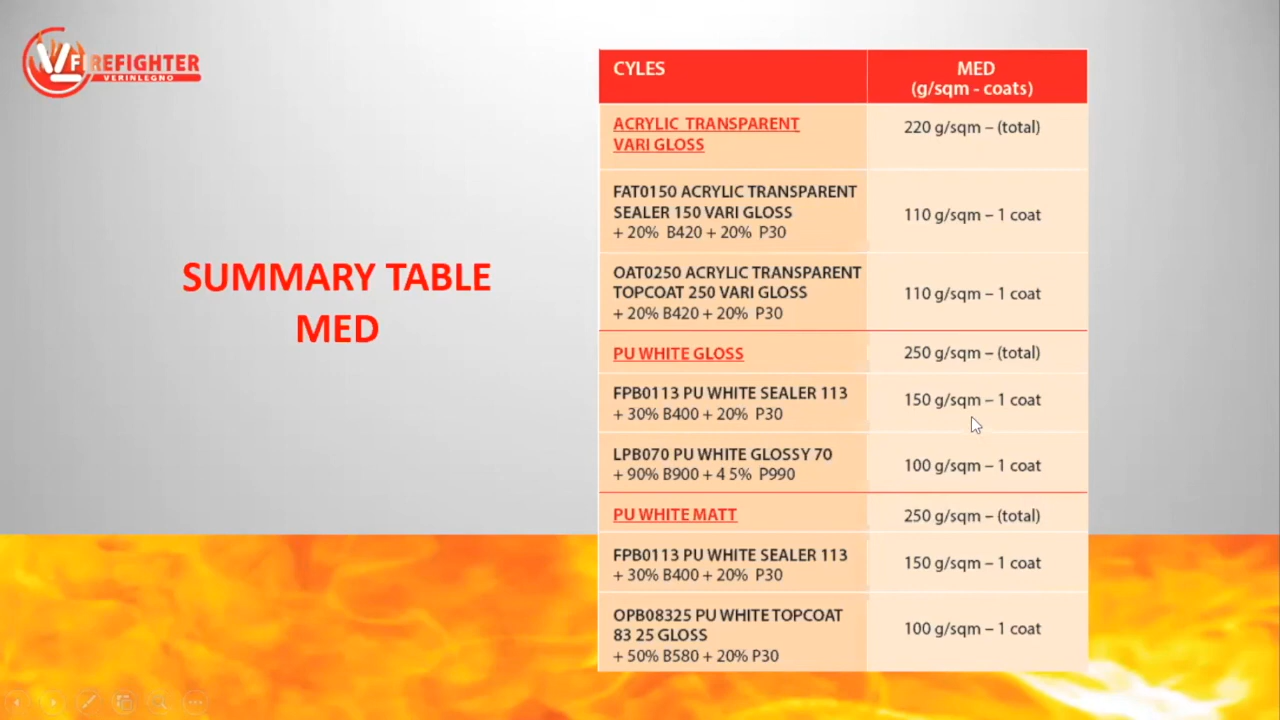 VFIREFIGHTER
VERINLEGNO
SUMMARY TABLE
MED
CYLES
MED
(g/sqm - coats)
ACRYLIC TRANSPARENT
VARI GLOSS
220 g/sqm – (total)
FAT0150 ACRYLIC TRANSPARENT
SEALER 150 VARI GLOSS
+ 20% B420 + 20% P30
110 g/sqm – 1 coat
OAT0250 ACRYLIC TRANSPARENT
TOPCOAT 250 VARI GLOSS
+ 20% B420 + 20% P30
110 g/sqm – 1 coat
PU WHITE GLOSS
250 g/sqm – (total)
FPB0113 PU WHITE SEALER 113
+ 30% B400 + 20% P30
150 g/sqm – 1 coat
LPB070 PU WHITE GLOSSY 70
+ 90% B900 + 4 5% P990
100 g/sqm – 1 coat
PU WHITE MATT
250 g/sqm – (total)
FPB0113 PU WHITE SEALER 113
+ 30% B400 + 20% P30
150 g/sqm – 1 coat
OPB08325 PU WHITE TOPCOAT
83 25 GLOSS
+ 50% B580 + 20% P30
100 g/sqm – 1 coat